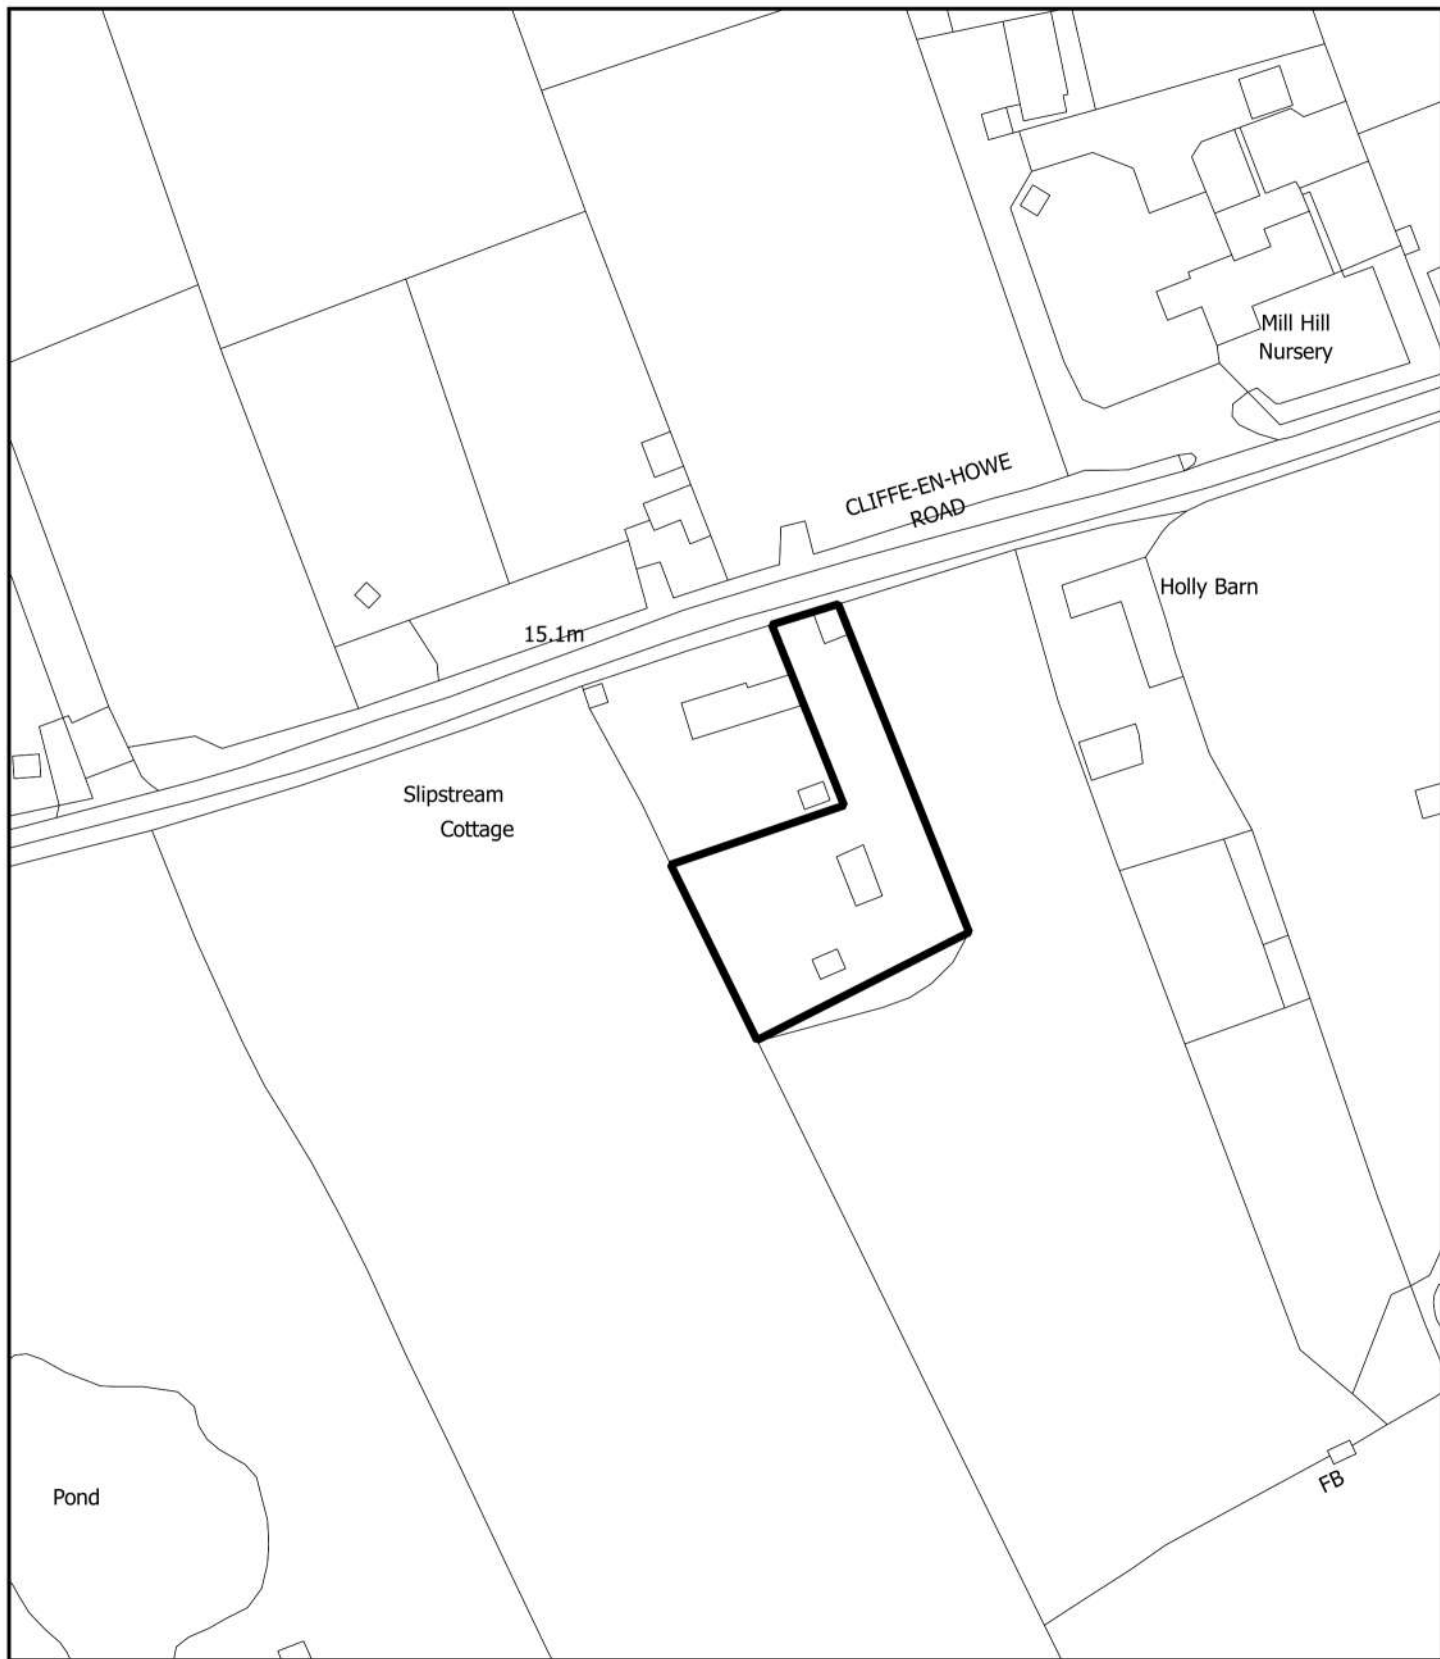 Mill Hill
Nursery
CLIFFE-EN-HOWE
ROAD
Holly Barn
15.1m
Slipstream
Cottage
Pond
FB